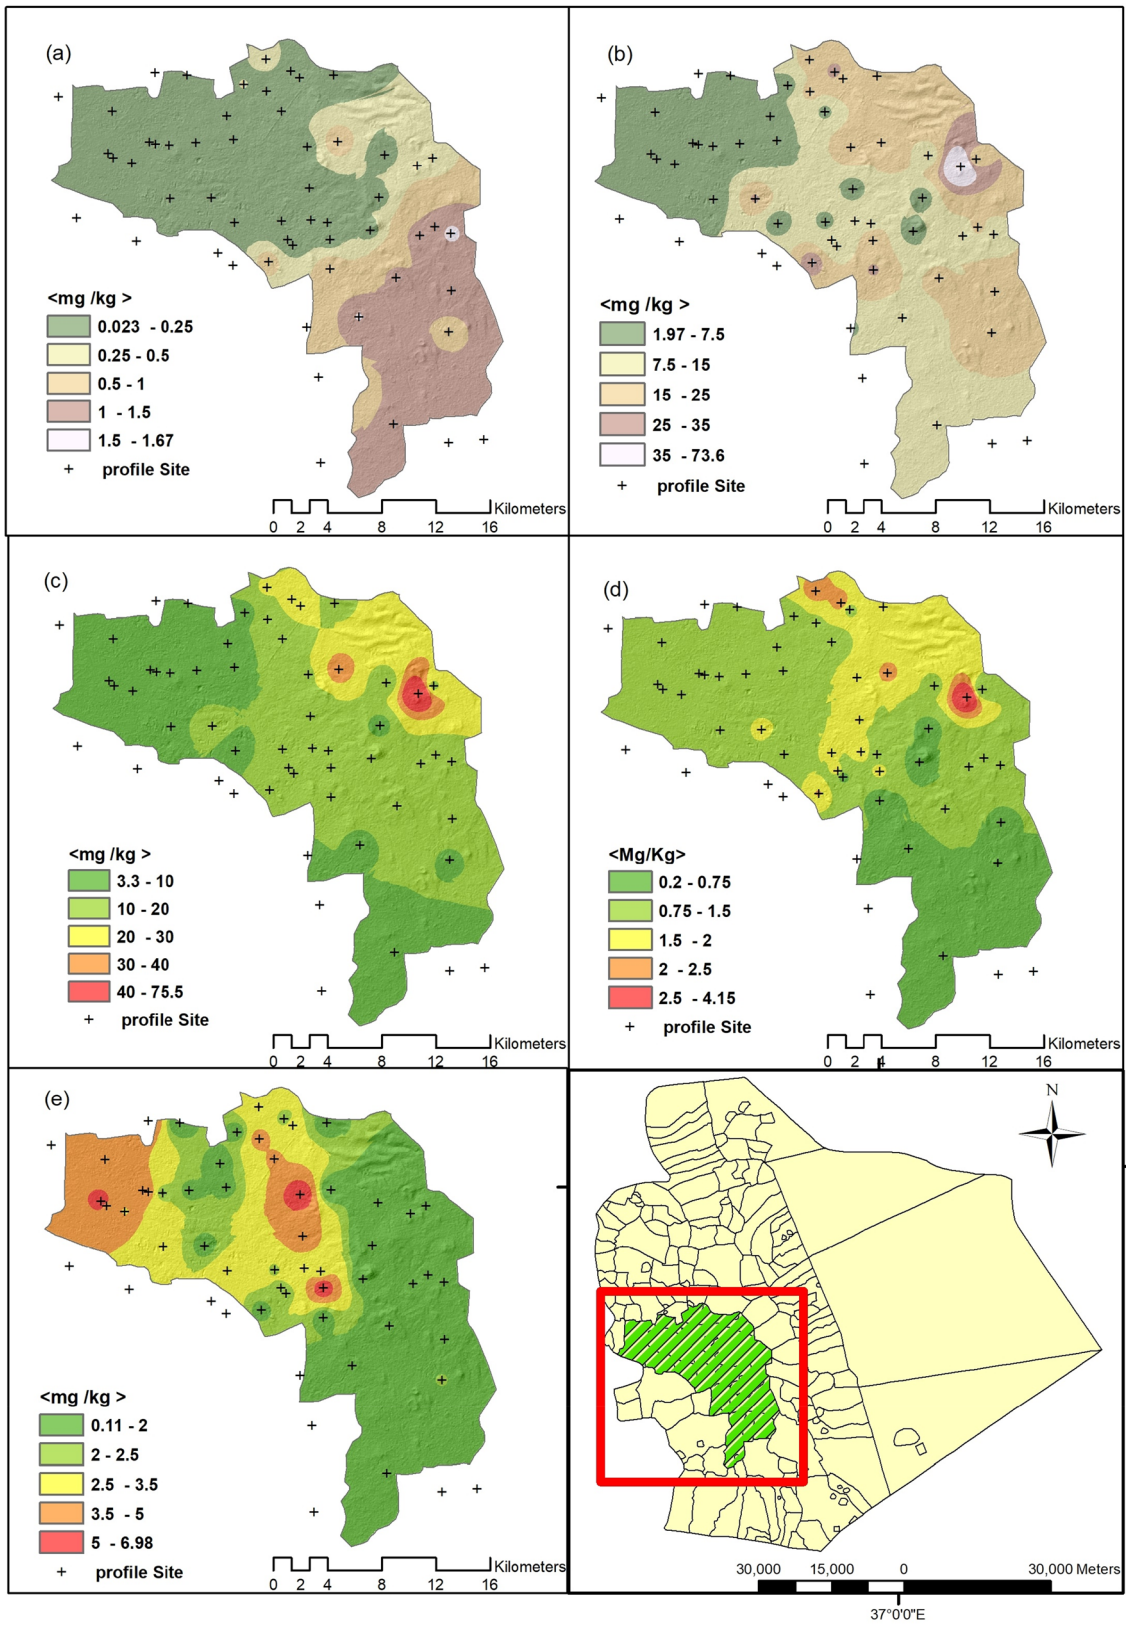 (a)
<mg /kg >
0.023 - 0.25
0.25 - 0.5
0.5 - 1
1 - 1.5
1.5 - 1.67
+ profile Site
Kilometers
0 2 4 8 12 16
(b)
<mg /kg >
1.97 - 7.5
7.5 - 15
15 - 25
25 - 35
35 - 73.6
+ profile Site
Kilometers
0 2 4 8 12 16
(c)
<mg /kg >
3.3 - 10
10 - 20
20 - 30
30 - 40
40 - 75.5
+ profile Site
Kilometers
0 2 4 8 12 16
(d)
<Mg/Kg>
0.2 - 0.75
0.75 - 1.5
1.5 - 2
2 - 2.5
2.5 - 4.15
+ profile Site
Kilometers
0 2 4 8 12 16
(e)
<mg /kg >
0.11 - 2
2 - 2.5
2.5 - 3.5
3.5 - 5
5 - 6.98
+ profile Site
Kilometers
0 2 4 8 12 16
N
30,000 15,000 0 30,000 Meters
37°0'0"E